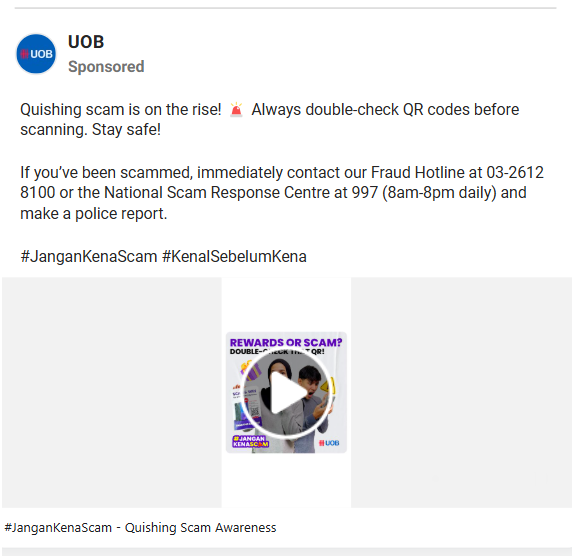 UOB
UOB
Sponsored
Quishing scam is on the rise! 🚨 Always double-check QR codes before
scanning. Stay safe!
If you’ve been scammed, immediately contact our Fraud Hotline at 03-2612
8100 or the National Scam Response Centre at 997 (8am-8pm daily) and
make a police report.
#JanganKenaScam #KenalSebelumKena
REWARDS OR SCAM?
DOUBLE-CHECK THAT QR!
#JANGAN
KENASCAM
UOB
#JanganKenaScam - Quishing Scam Awareness